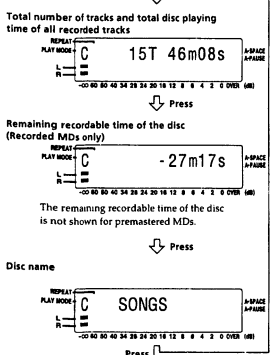 Total number of tracks and total disc playing
time of all recorded tracks
REPEAT
PLAY MODE C 15T 46m08s A-SPACE
A-PAUSE
L
R
-∞ 60 50 40 34 28 24 20 16 12 8 6 4 2 0 OVER (dB)
Press
Remaining recordable time of the disc
(Recorded MDs only)
REPEAT
PLAY MODE C -27m17s A-SPACE
A-PAUSE
L
R
-∞ 60 50 40 34 28 24 20 16 12 8 6 4 2 0 OVER (dB)
The remaining recordable time of the disc
is not shown for premastered MDs.
Press
Disc name
REPEAT
PLAY MODE C SONGS A-SPACE
A-PAUSE
L
R
-∞ 60 50 40 34 28 24 20 16 12 8 6 4 2 0 OVER (dB)
Press